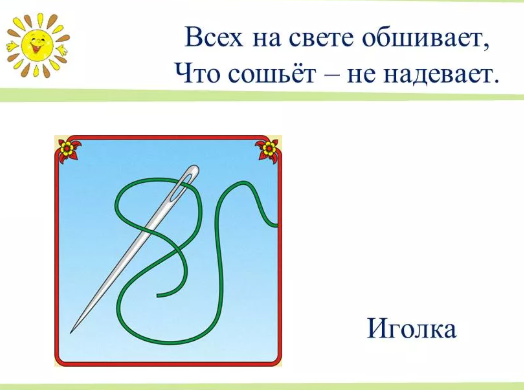 Всех на свете обшивает,
Что сошьёт – не надевает.
Иголка